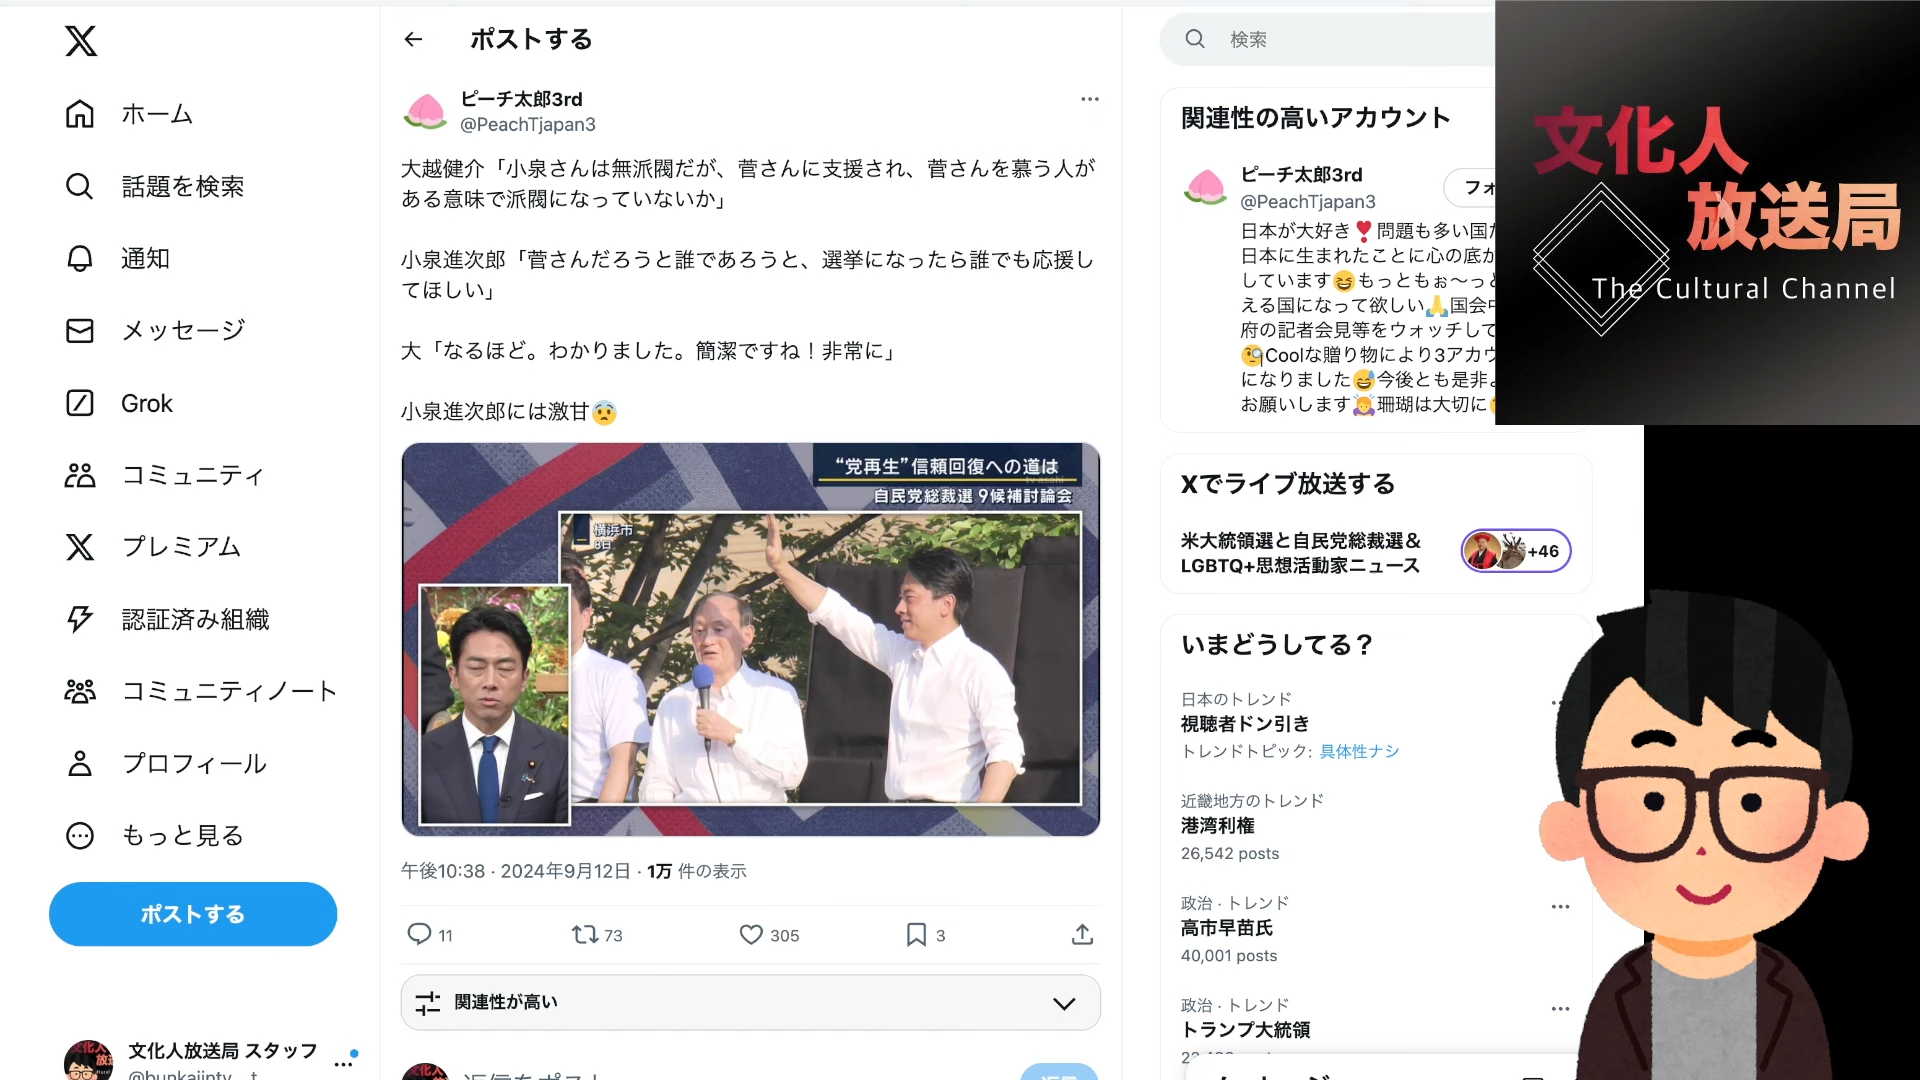 ホーム
話題を検索
通知
メッセージ
Grok
コミュニティ
プレミアム
認証済み組織
コミュニティノート
プロフィール
もっと見る
ポストする
文化人放送局 スタッフ
ポストする
ピーチ太郎3rd
@PeachTjapan3
大越健介「小泉さんは無派閥だが、菅さんに支援され、菅さんを慕う人が
ある意味で派閥になっていないか」
小泉進次郎「菅さんだろうと誰であろうと、選挙になったら誰でも応援し
てほしい」
大「なるほど。わかりました。簡潔ですね！非常に」
小泉進次郎には激甘😨
“党再生”信頼回復への道は
tv asahi
自民党総裁選 9候補討論会
横浜市
8日
午後10:38 · 2024年9月12日 · 1万 件の表示
11
73
305
3
関連性が高い
返信をポスト
返信
検索
関連性の高いアカウント
ピーチ太郎3rd
フォ
@PeachTjapan3
日本が大好き❣️問題も多い国だ
日本に生まれたことに心の底か
しています😆もっともぉ〜っと
える国になって欲しい🙏国会中
府の記者会見等をウォッチして
🧐Coolな贈り物により3アカウ
になりました😅今後とも是非よ
お願いします🙇珊瑚は大切に
Xでライブ放送する
米大統領選と自民党総裁選＆
LGBTQ+思想活動家ニュース
+46
いまどうしてる？
日本のトレンド
視聴者ドン引き
トレンドトピック: 具体性ナシ
近畿地方のトレンド
港湾利権
26,542 posts
政治 · トレンド
高市早苗氏
40,001 posts
政治 · トレンド
トランプ大統領
文化人
放送局
The Cultural Channel